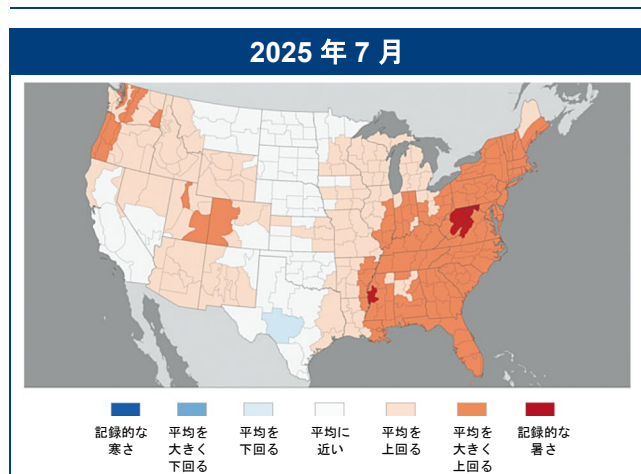 2025 年 7 月
記録的な
寒さ
平均を
大きく
下回る
平均を
下回る
平均に
近い
平均を
上回る
平均を
大きく
上回る
記録的な
暑さ